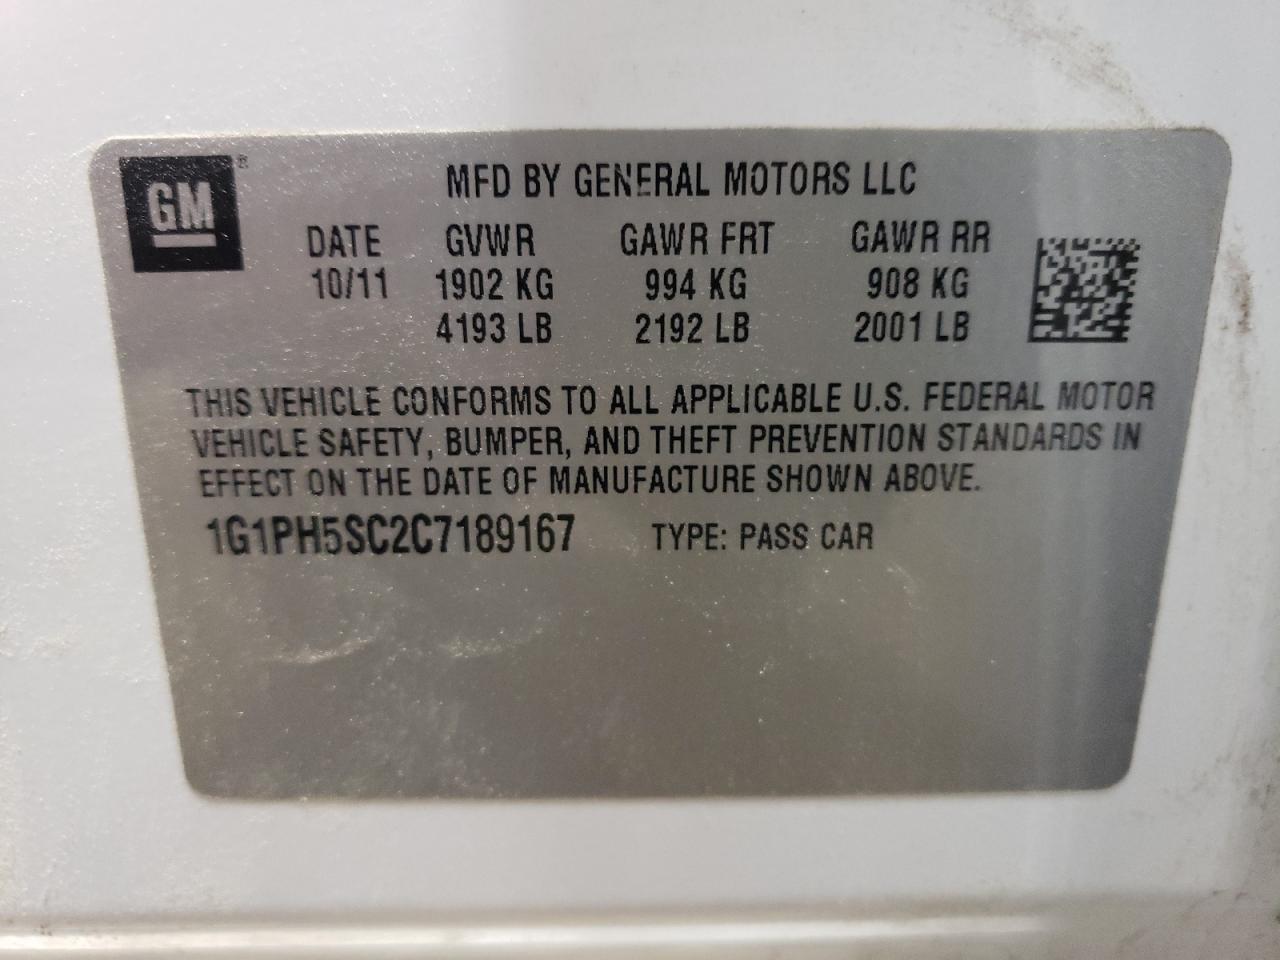 GM ®
MFD BY GENERAL MOTORS LLC
DATE GVWR GAWR FRT GAWR RR
10/11 1902 KG 994 KG 908 KG
4193 LB 2192 LB 2001 LB
THIS VEHICLE CONFORMS TO ALL APPLICABLE U.S. FEDERAL MOTOR
VEHICLE SAFETY, BUMPER, AND THEFT PREVENTION STANDARDS IN
EFFECT ON THE DATE OF MANUFACTURE SHOWN ABOVE.
1G1PH5SC2C7189167 TYPE: PASS CAR